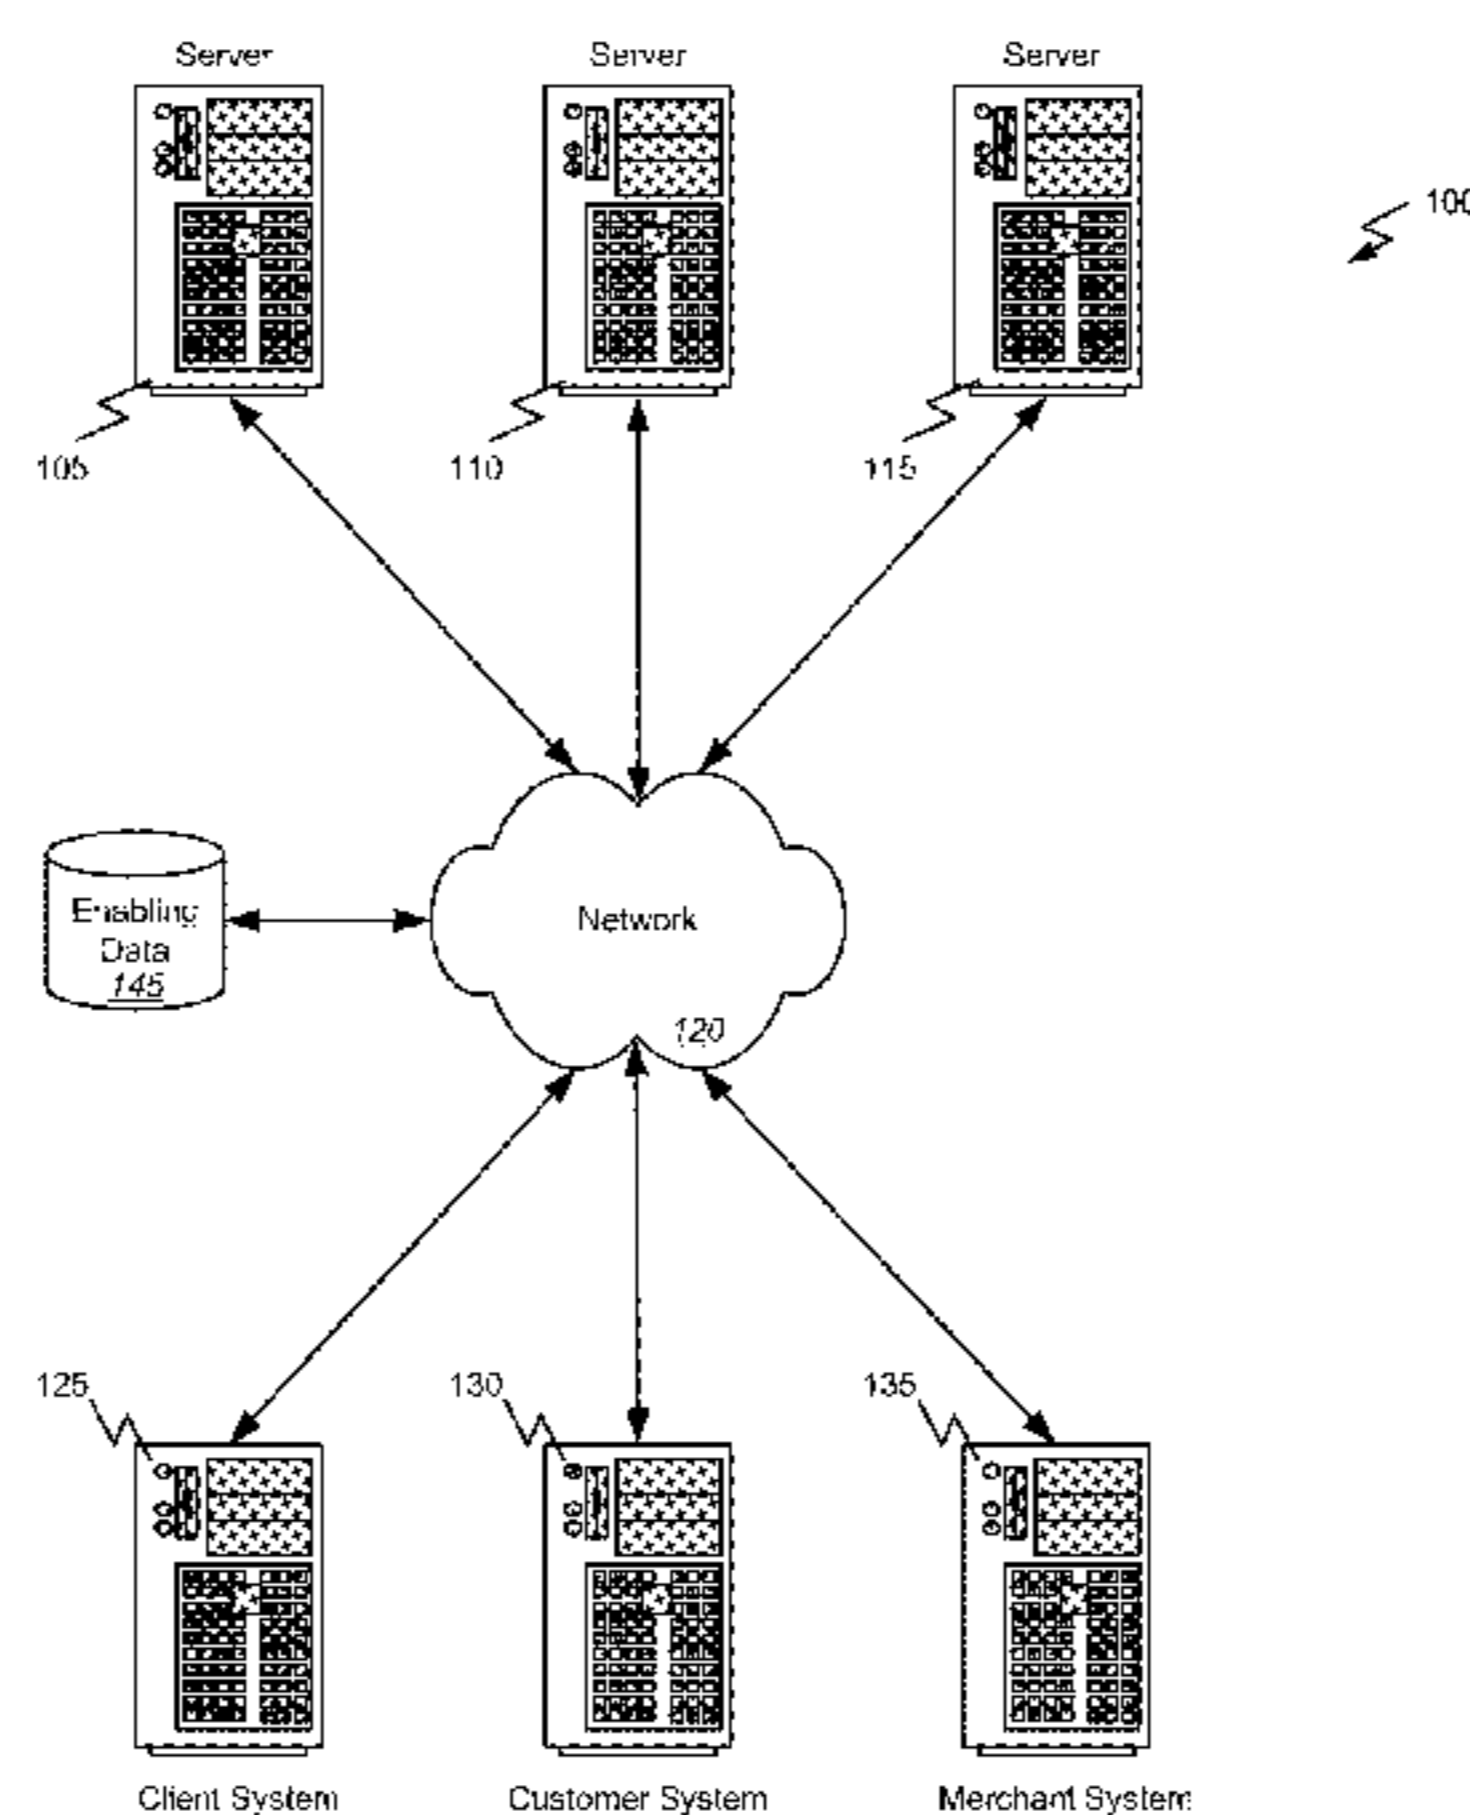 Server Server Server
100
105 110 115
Enabling
Data
145
Network
120
125 130 135
Client System Customer System Merchant System